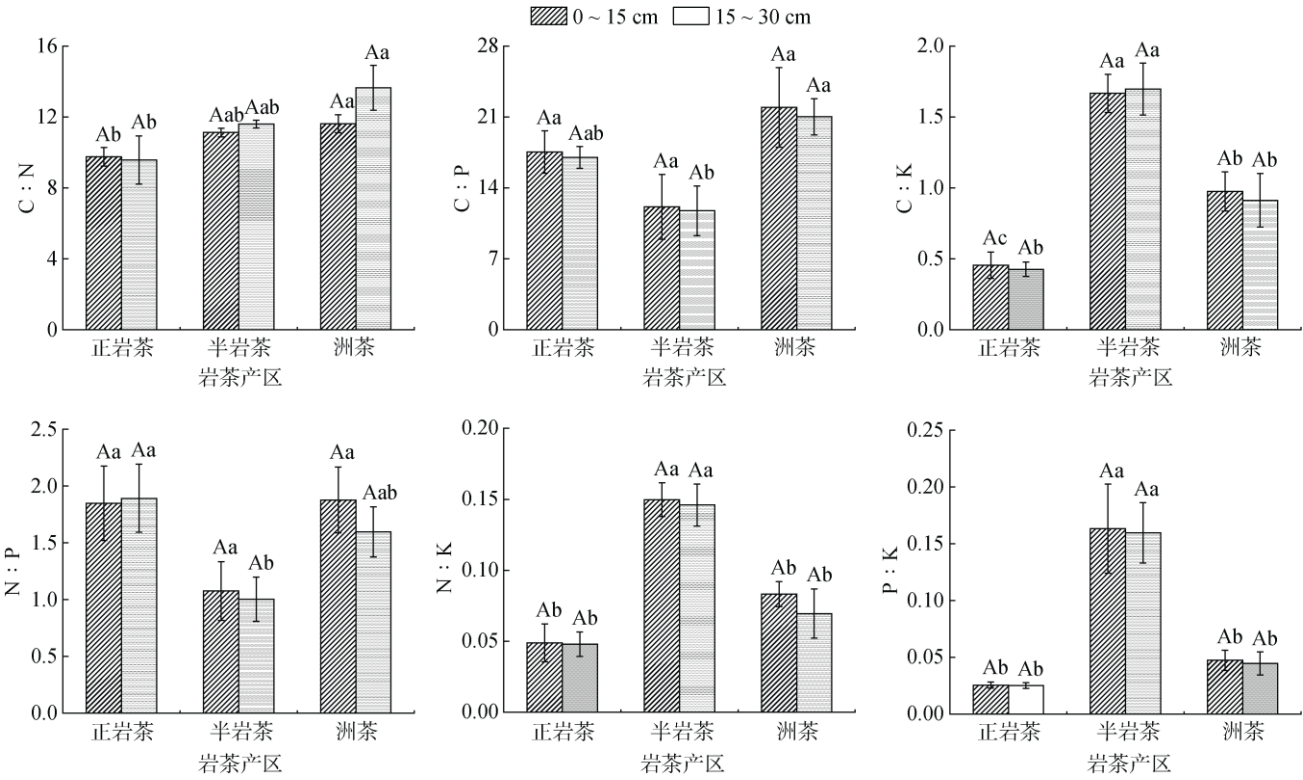 0 ~ 15 cm 15 ~ 30 cm
C : N
16
12
8
4
0
Ab Ab Aab Aab Aa Aa
正岩茶 半岩茶 洲茶
岩茶产区
C : P
28
21
14
7
0
Aa Aab Aa Ab Aa Aa
正岩茶 半岩茶 洲茶
岩茶产区
C : K
2.0
1.5
1.0
0.5
0.0
Ac Ab Aa Aa Ab Ab
正岩茶 半岩茶 洲茶
岩茶产区
N : P
2.5
2.0
1.5
1.0
0.5
0.0
Aa Aa Aa Ab Aa Aab
正岩茶 半岩茶 洲茶
岩茶产区
N : K
0.20
0.15
0.10
0.05
0.00
Ab Ab Aa Aa Ab Ab
正岩茶 半岩茶 洲茶
岩茶产区
P : K
0.25
0.20
0.15
0.10
0.05
0.00
Ab Ab Aa Aa Ab Ab
正岩茶 半岩茶 洲茶
岩茶产区